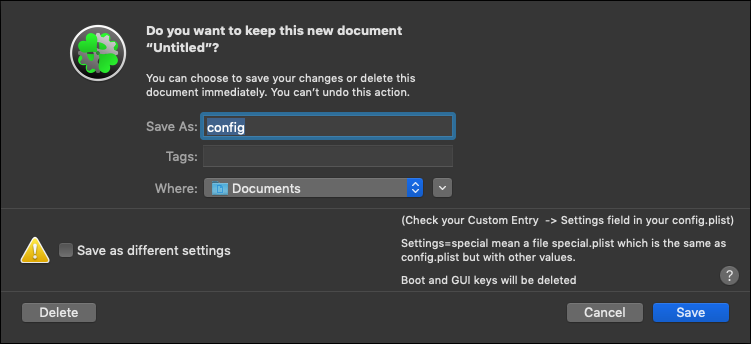 Do you want to keep this new document
“Untitled”?
You can choose to save your changes or delete this
document immediately. You can’t undo this action.
Save As: config
Tags:
Where: Documents
Save as different settings
(Check your Custom Entry -> Settings field in your config.plist)
Settings=special mean a file special.plist which is the same as
config.plist but with other values.
Boot and GUI keys will be deleted
?
Delete Cancel Save